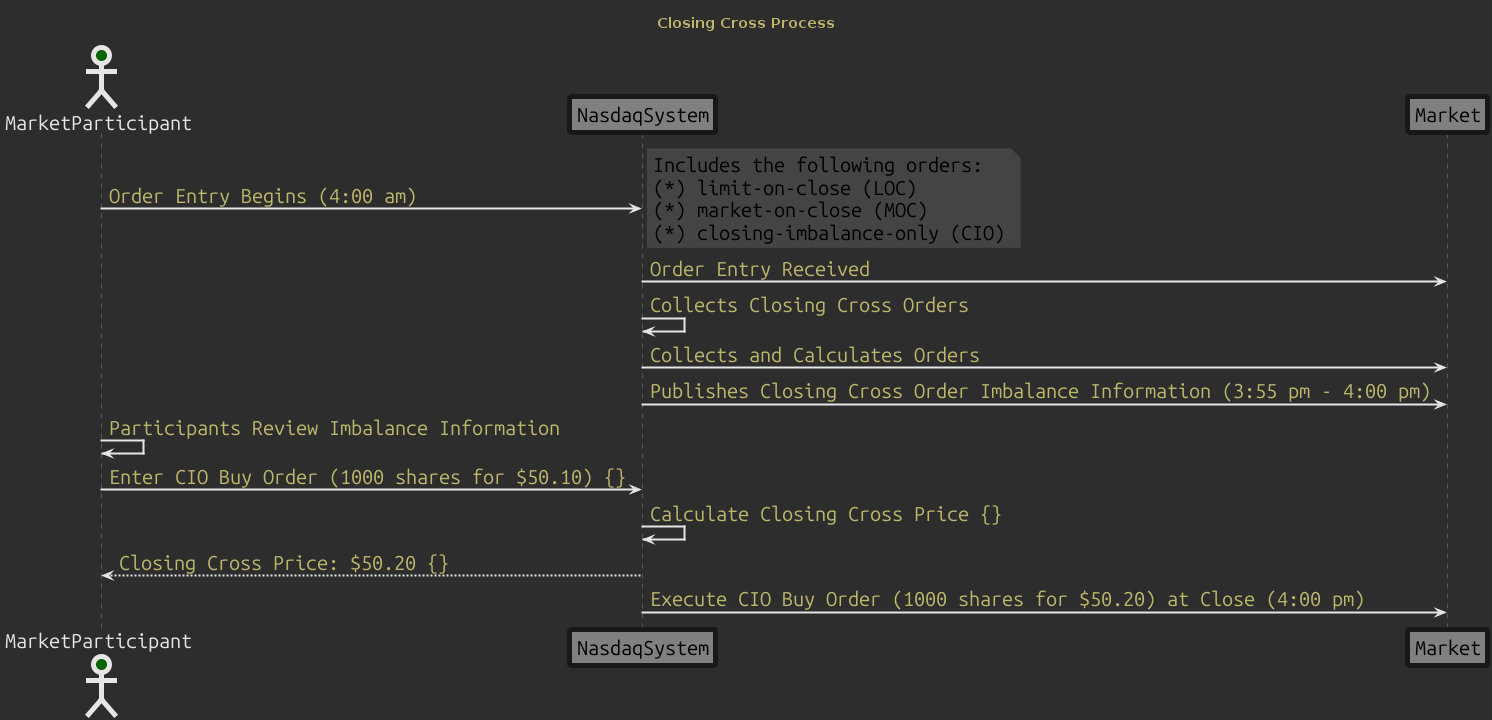 Closing Cross Process
MarketParticipant
NasdaqSystem
Market
Includes the following orders:
(*) limit-on-close (LOC)
(*) market-on-close (MOC)
(*) closing-imbalance-only (CIO)
Order Entry Begins (4:00 am)
Order Entry Received
Collects Closing Cross Orders
Collects and Calculates Orders
Publishes Closing Cross Order Imbalance Information (3:55 pm - 4:00 pm)
Participants Review Imbalance Information
Enter CIO Buy Order (1000 shares for $50.10) {}
Calculate Closing Cross Price {}
Closing Cross Price: $50.20 {}
Execute CIO Buy Order (1000 shares for $50.20) at Close (4:00 pm)
MarketParticipant
NasdaqSystem
Market